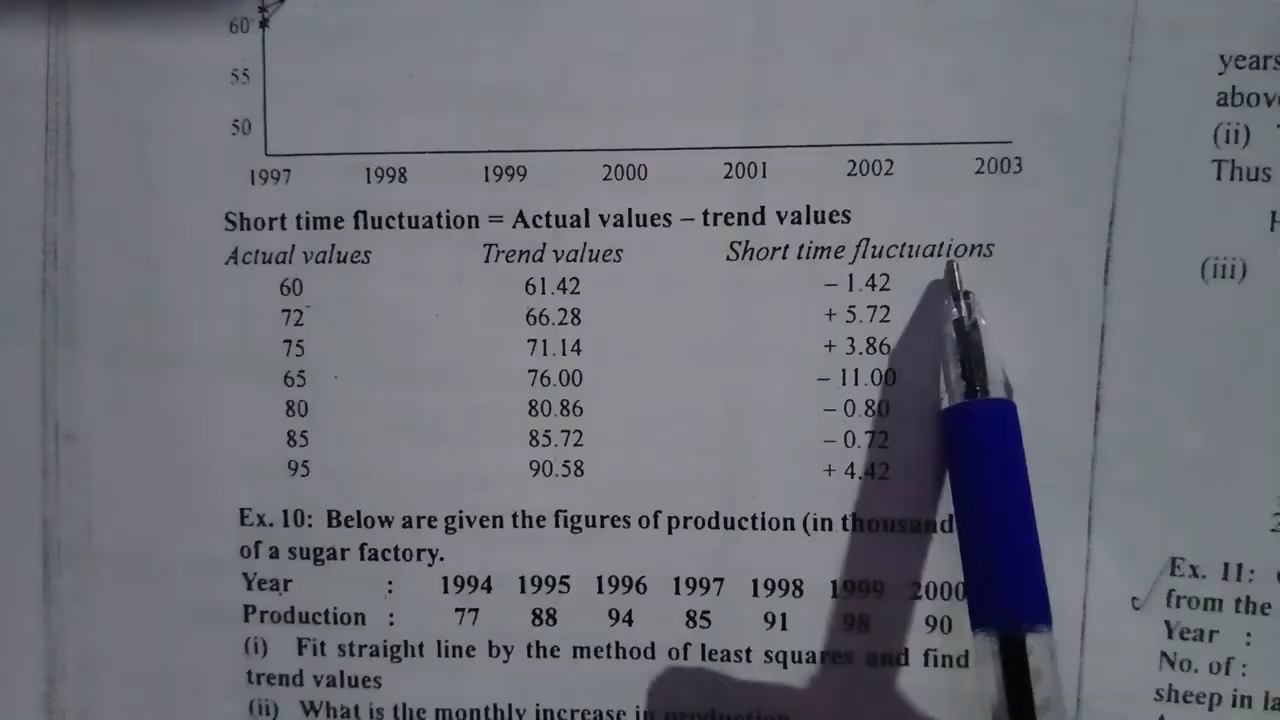 60
55
50
1997 1998 1999 2000 2001 2002 2003
Short time fluctuation = Actual values – trend values
Actual values Trend values Short time fluctuations
60 61.42 – 1.42
72 66.28 + 5.72
75 71.14 + 3.86
65 76.00 – 11.00
80 80.86 – 0.80
85 85.72 – 0.72
95 90.58 + 4.42
Ex. 10: Below are given the figures of production (in thousand
of a sugar factory.
Year : 1994 1995 1996 1997 1998 1999 2000
Production : 77 88 94 85 91 98 90
(i) Fit straight line by the method of least squares and find
trend values
(ii) What is the monthly increase in production
years
above
(ii)
Thus
(iii)
Ex. 11:
from the
Year :
No. of :
sheep in